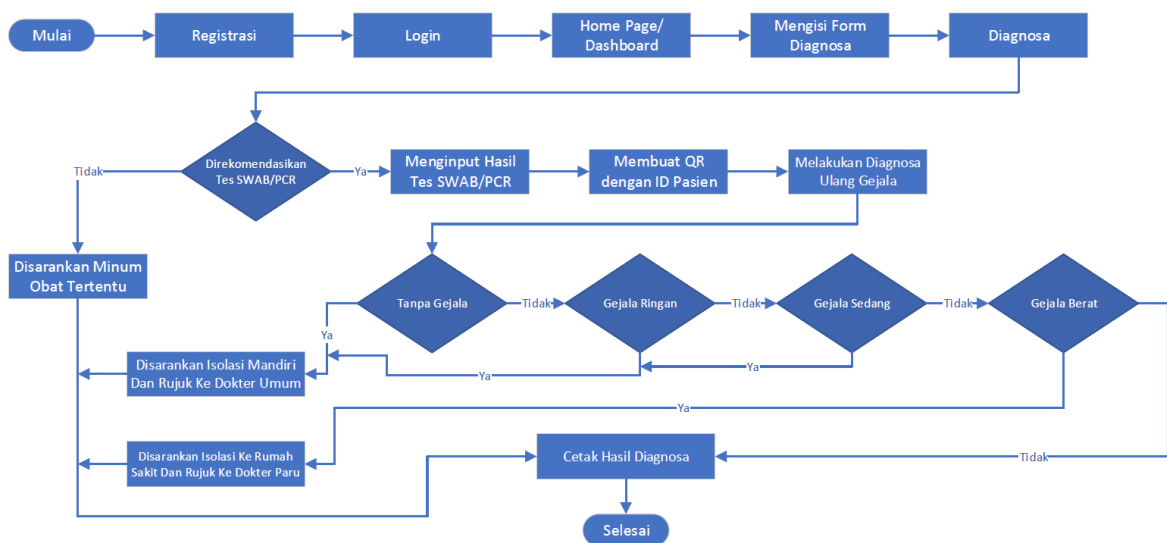 Mulai
Registrasi
Login
Home Page/
Dashboard
Mengisi Form
Diagnosa
Diagnosa
Direkomendasikan
Tes SWAB/PCR
Tidak
Ya
Menginput Hasil
Tes SWAB/PCR
Membuat QR
dengan ID Pasien
Melakukan Diagnosa
Ulang Gejala
Disarankan Minum
Obat Tertentu
Tanpa Gejala
Tidak
Gejala Ringan
Tidak
Gejala Sedang
Tidak
Gejala Berat
Ya
Ya
Ya
Disarankan Isolasi Mandiri
Dan Rujuk Ke Dokter Umum
Ya
Disarankan Isolasi Ke Rumah
Sakit Dan Rujuk Ke Dokter Paru
Cetak Hasil Diagnosa
Tidak
Selesai